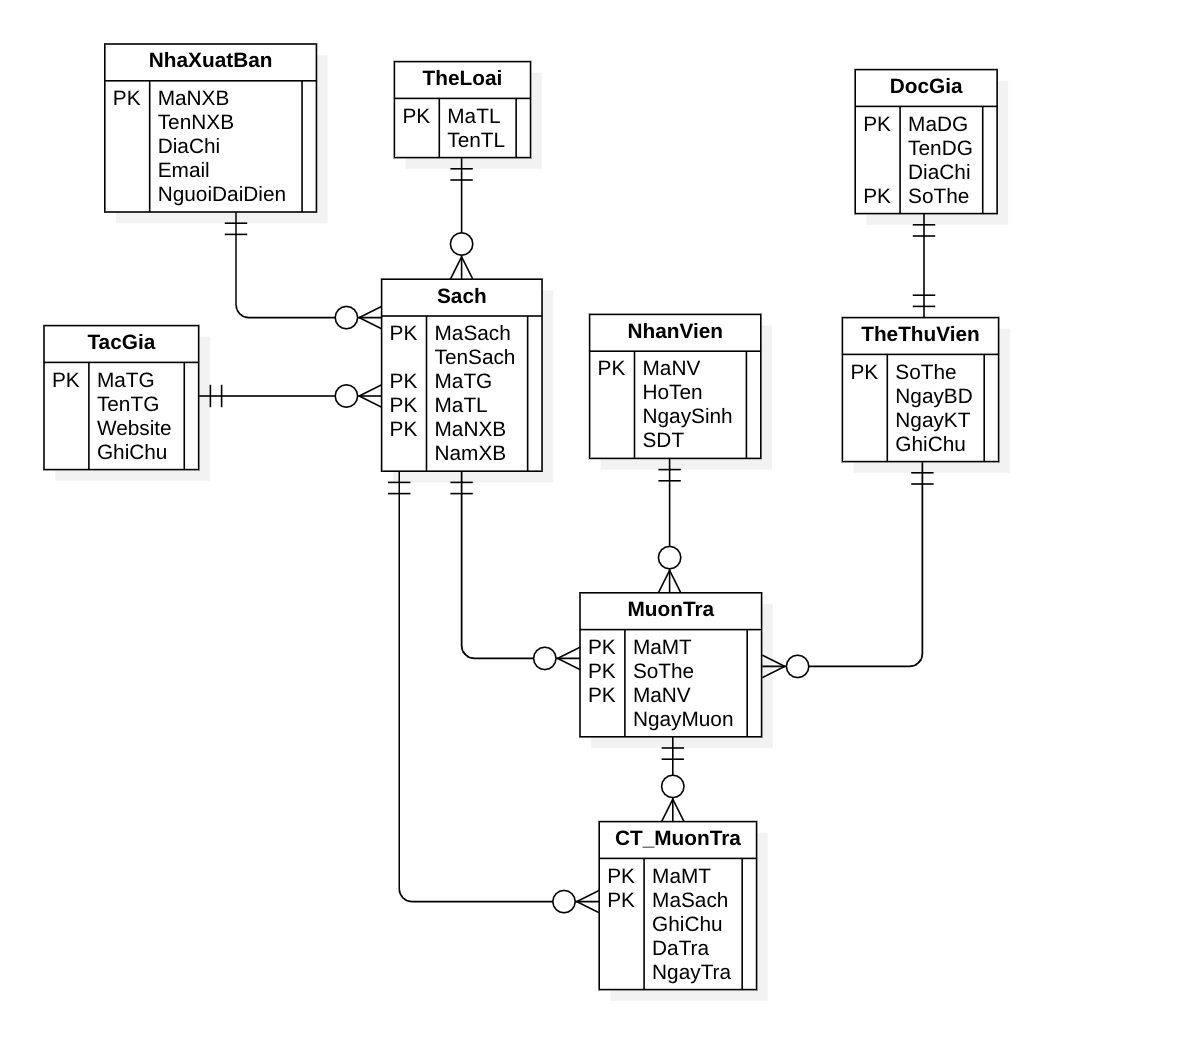 NhaXuatBan
PK MaNXB
TenNXB
DiaChi
Email
NguoiDaiDien
TheLoai
PK MaTL
TenTL
DocGia
PK MaDG
TenDG
DiaChi
PK SoThe
TacGia
PK MaTG
TenTG
Website
GhiChu
Sach
PK MaSach
TenSach
PK MaTG
PK MaTL
PK MaNXB
NamXB
NhanVien
PK MaNV
HoTen
NgaySinh
SDT
TheThuVien
PK SoThe
NgayBD
NgayKT
GhiChu
MuonTra
PK MaMT
PK SoThe
PK MaNV
NgayMuon
CT_MuonTra
PK MaMT
PK MaSach
GhiChu
DaTra
NgayTra